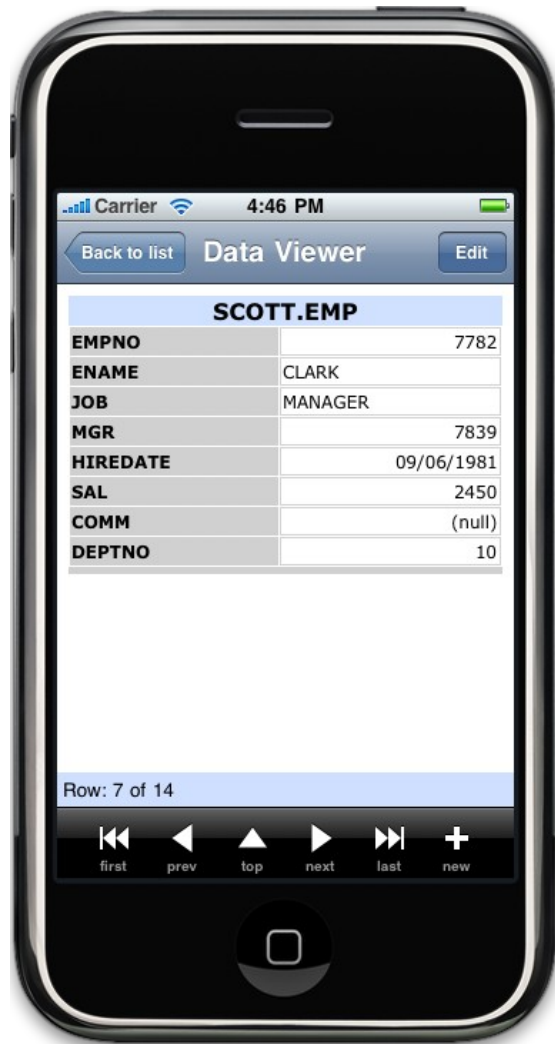 Carrier 4:46 PM
Back to list Data Viewer Edit
SCOTT.EMP
EMPNO 7782
ENAME CLARK
JOB MANAGER
MGR 7839
HIREDATE 09/06/1981
SAL 2450
COMM (null)
DEPTNO 10
Row: 7 of 14
first prev top next last new